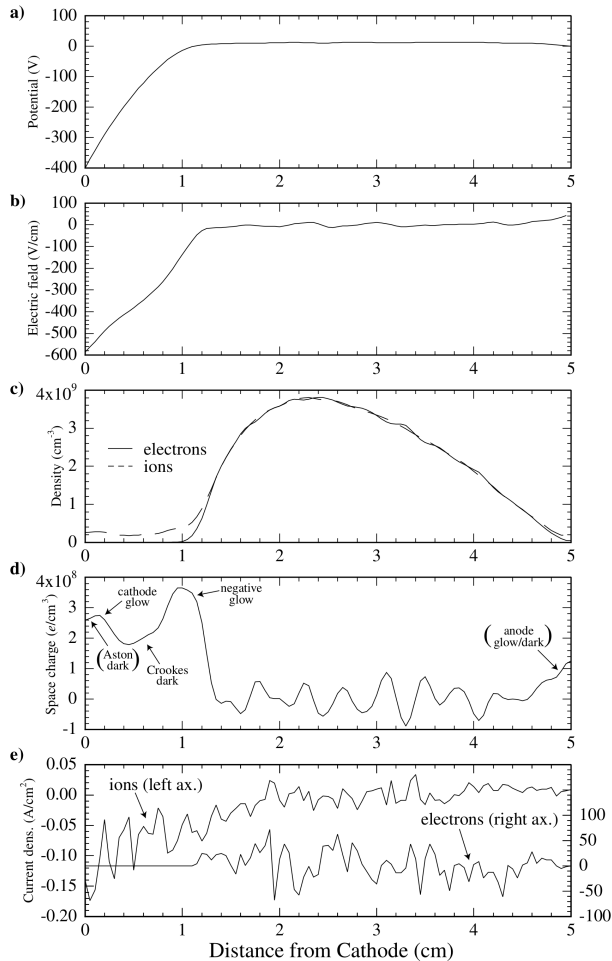 a)
100
0
-100
-200
-300
-400
Potential (V)
0 1 2 3 4 5
b)
100
0
-100
-200
-300
-400
-500
-600
Electric field (V/cm)
0 1 2 3 4 5
c)
4x10⁹
3
2
1
0
Density (cm⁻³)
electrons
ions
0 1 2 3 4 5
d)
4x10⁸
3
2
1
0
-1
Space charge (e/cm³)
cathode
glow
negative
glow
(Aston
dark)
Crookes
dark
(anode
glow/dark)
0 1 2 3 4 5
e)
0.05
0.00
-0.05
-0.10
-0.15
-0.20
Current dens. (A/cm²)
ions (left ax.)
electrons (right ax.)
100
50
0
-50
-100
0 1 2 3 4 5
Distance from Cathode (cm)